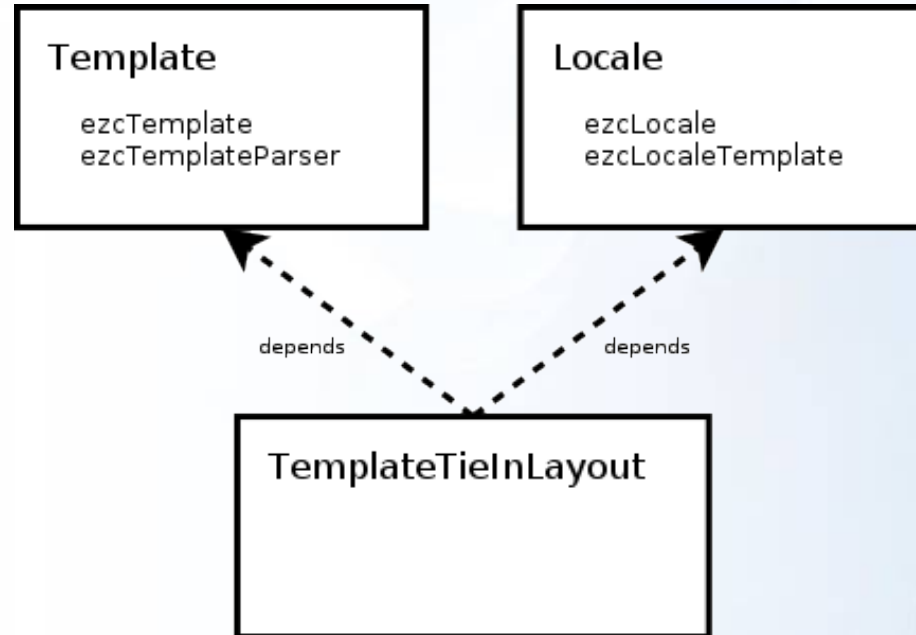 Template
ezcTemplate
ezcTemplateParser
Locale
ezcLocale
ezcLocaleTemplate
depends
depends
TemplateTieInLayout